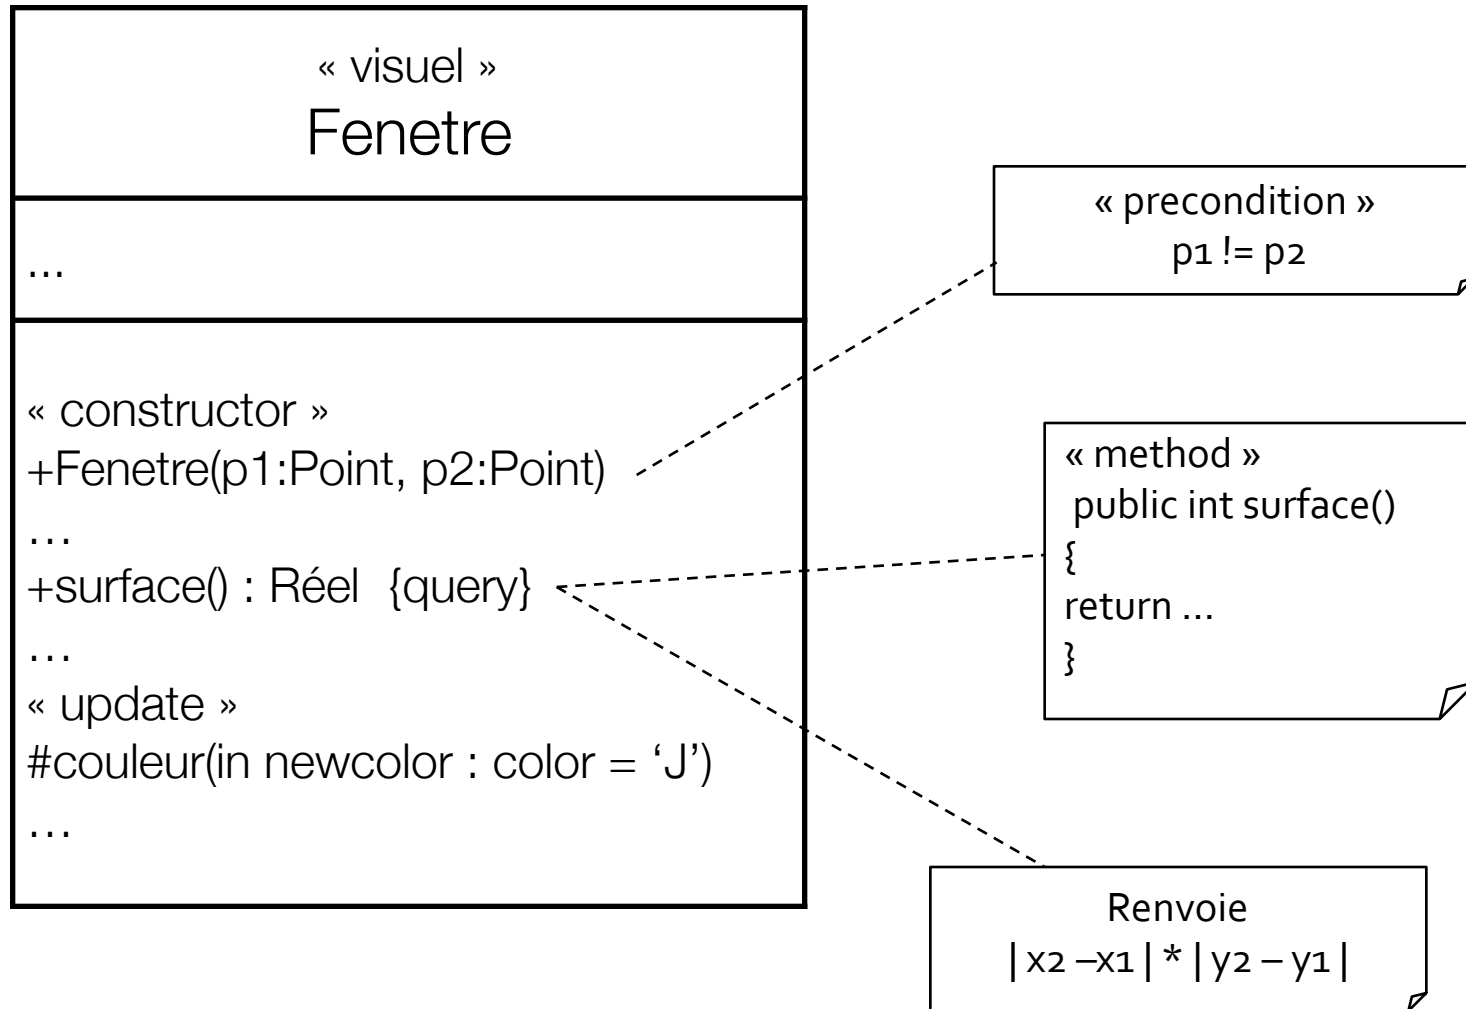 « visuel »
Fenetre
...
« constructor »
+Fenetre(p1:Point, p2:Point)
...
+surface() : Réel {query}
...
« update »
#couleur(in newcolor : color = ‘J’)
...
« precondition »
p1 != p2
« method »
public int surface()
{
return ...
}
Renvoie
| x2 –x1 | * | y2 – y1 |